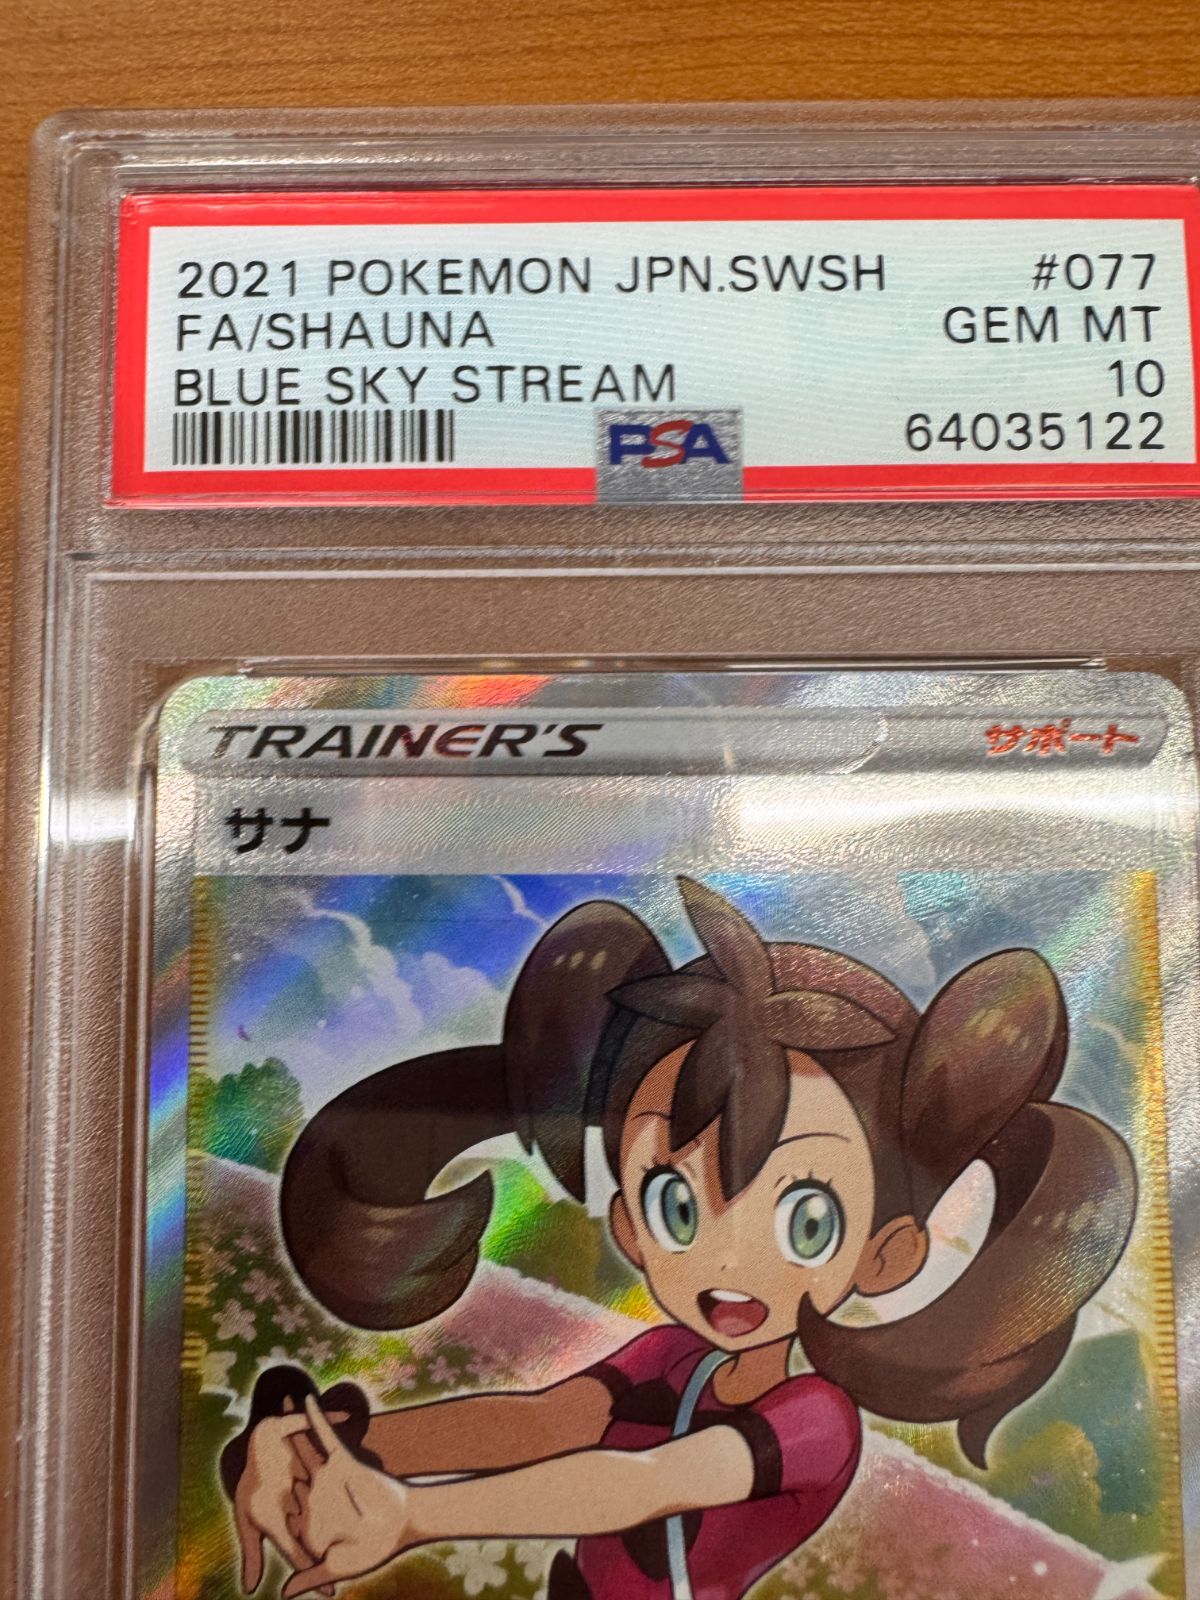 2021 POKEMON JPN.SWSH #077
FA/SHAUNA GEM MT
BLUE SKY STREAM 10
PSA 64035122
TRAINER'S サポート
サナ